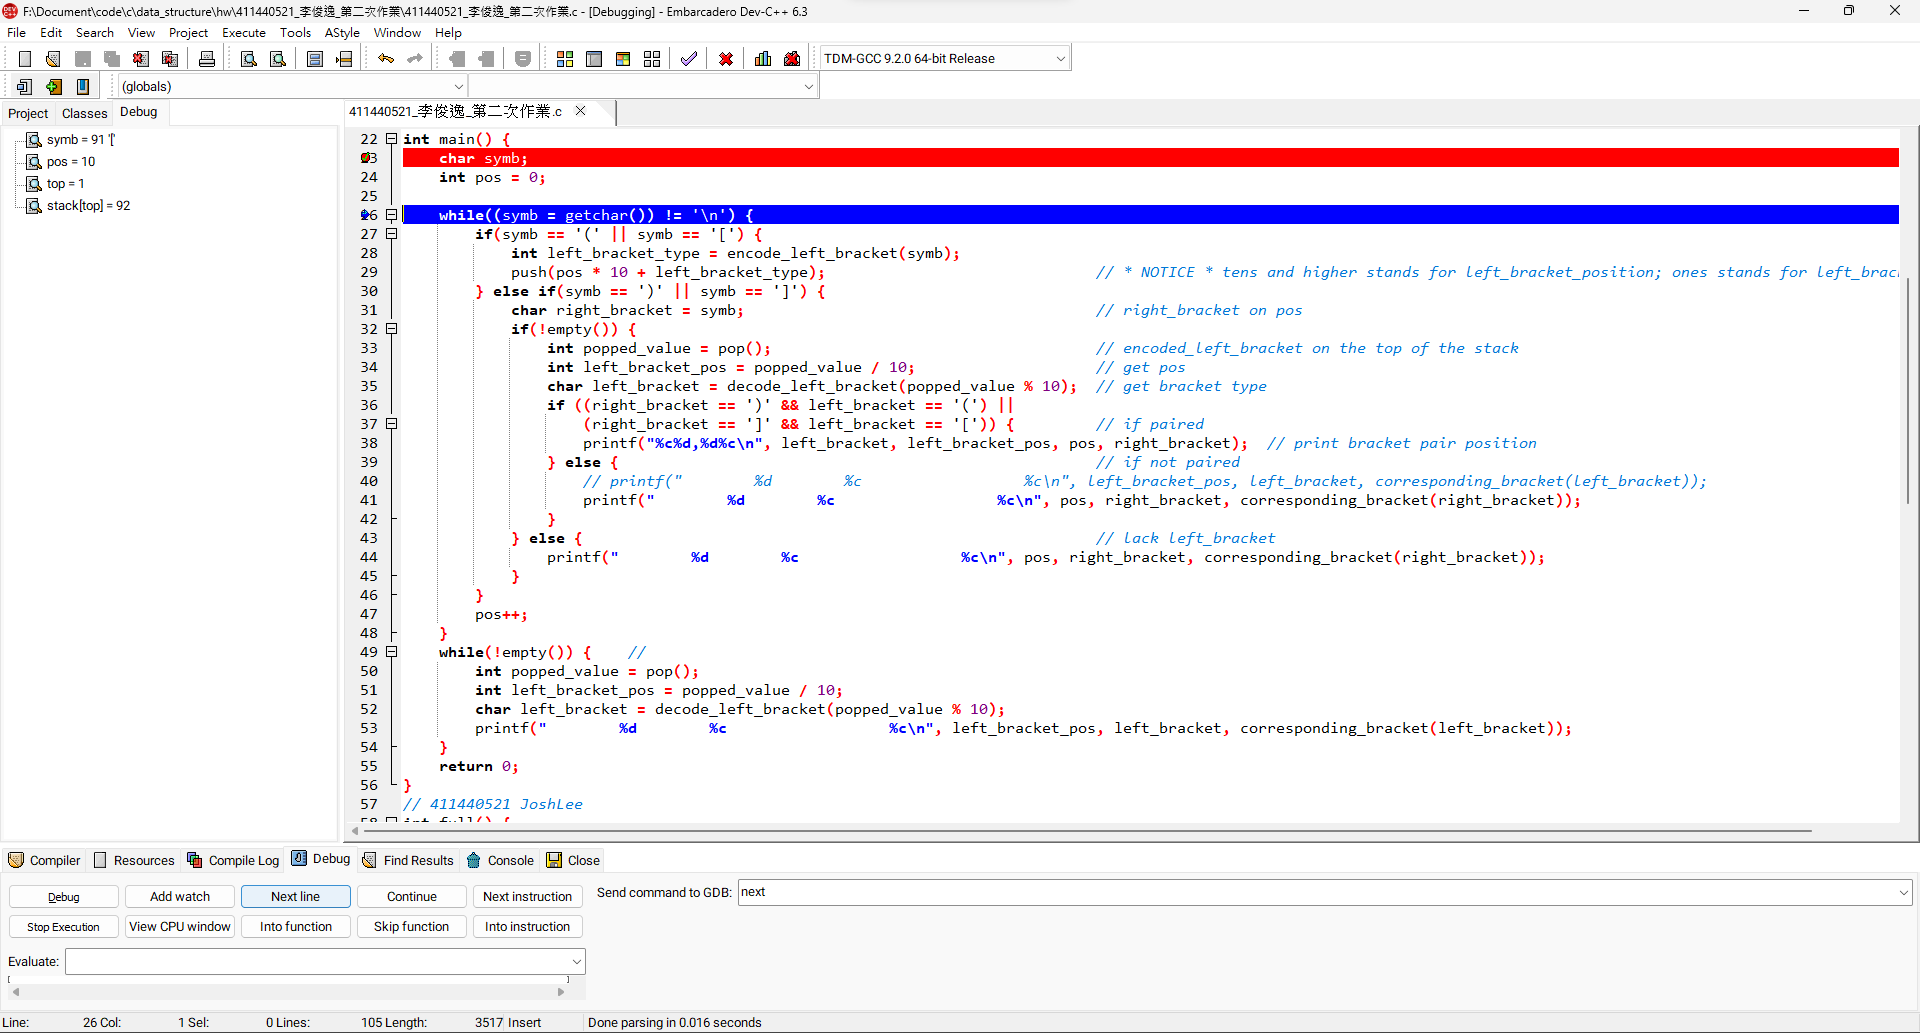 F:\Document\code\c\data_structure\hw\411440521_李俊逸_第二次作業\411440521_李俊逸_第二次作業.c - [Debugging] - Embarcadero Dev-C++ 6.3
File Edit Search View Project Execute Tools AStyle Window Help
TDM-GCC 9.2.0 64-bit Release
(globals)
Project Classes Debug
411440521_李俊逸_第二次作業.c
symb = 91 '['
pos = 10
top = 1
stack[top] = 92
22 int main() {
23 char symb;
24 int pos = 0;
25
26 while((symb = getchar()) != '\n') {
27 if(symb == '(' || symb == '[') {
28 int left_bracket_type = encode_left_bracket(symb);
29 push(pos * 10 + left_bracket_type); // * NOTICE * tens and higher stands for left_bracket_position; ones stands for left_brac
30 } else if(symb == ')' || symb == ']') {
31 char right_bracket = symb; // right_bracket on pos
32 if(!empty()) {
33 int popped_value = pop(); // encoded_left_bracket on the top of the stack
34 int left_bracket_pos = popped_value / 10; // get pos
35 char left_bracket = decode_left_bracket(popped_value % 10); // get bracket type
36 if ((right_bracket == ')' && left_bracket == '(') ||
37 (right_bracket == ']' && left_bracket == '[')) { // if paired
38 printf("%c%d,%d%c\n", left_bracket, left_bracket_pos, pos, right_bracket); // print bracket pair position
39 } else { // if not paired
40 // printf(" %d %c %c\n", left_bracket_pos, left_bracket, corresponding_bracket(left_bracket));
41 printf(" %d %c %c\n", pos, right_bracket, corresponding_bracket(right_bracket));
42 }
43 } else { // lack left_bracket
44 printf(" %d %c %c\n", pos, right_bracket, corresponding_bracket(right_bracket));
45 }
46 }
47 pos++;
48 }
49 while(!empty()) { //
50 int popped_value = pop();
51 int left_bracket_pos = popped_value / 10;
52 char left_bracket = decode_left_bracket(popped_value % 10);
53 printf(" %d %c %c\n", left_bracket_pos, left_bracket, corresponding_bracket(left_bracket));
54 }
55 return 0;
56 }
57 // 411440521 JoshLee
58 int full() {
Compiler Resources Compile Log Debug Find Results Console Close
Debug Add watch Next line Continue Next instruction Send command to GDB: next
Stop Execution View CPU window Into function Skip function Into instruction
Evaluate:
Line: 26 Col: 1 Sel: 0 Lines: 105 Length: 3517 Insert Done parsing in 0.016 seconds